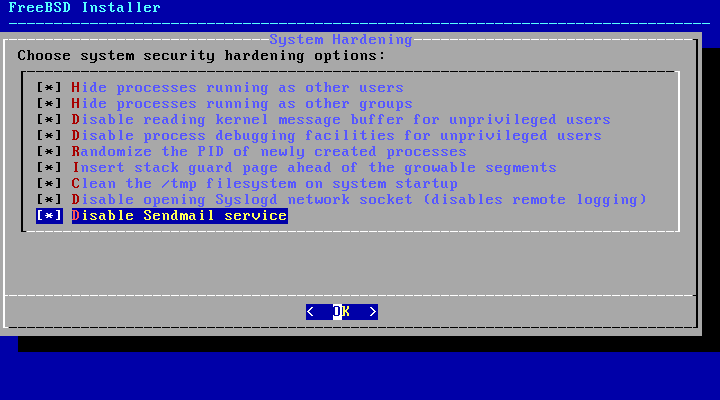 FreeBSD Installer
System Hardening
Choose system security hardening options:
[*] Hide processes running as other users
[*] Hide processes running as other groups
[*] Disable reading kernel message buffer for unprivileged users
[*] Disable process debugging facilities for unprivileged users
[*] Randomize the PID of newly created processes
[*] Insert stack guard page ahead of the growable segments
[*] Clean the /tmp filesystem on system startup
[*] Disable opening Syslogd network socket (disables remote logging)
[*] Disable Sendmail service
< OK >